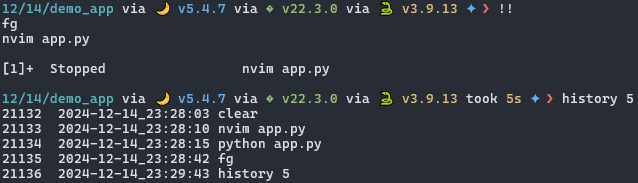 12/14/demo_app via 🌙 v5.4.7 via � v22.3.0 via 🐍 v3.9.13 ✦ ❯ !!
fg
nvim app.py
[1]+  Stopped                 nvim app.py
12/14/demo_app via 🌙 v5.4.7 via � v22.3.0 via 🐍 v3.9.13 took 5s ✦ ❯ history 5
21132  2024-12-14_23:28:03 clear
21133  2024-12-14_23:28:10 nvim app.py
21134  2024-12-14_23:28:15 python app.py
21135  2024-12-14_23:28:42 fg
21136  2024-12-14_23:29:43 history 5